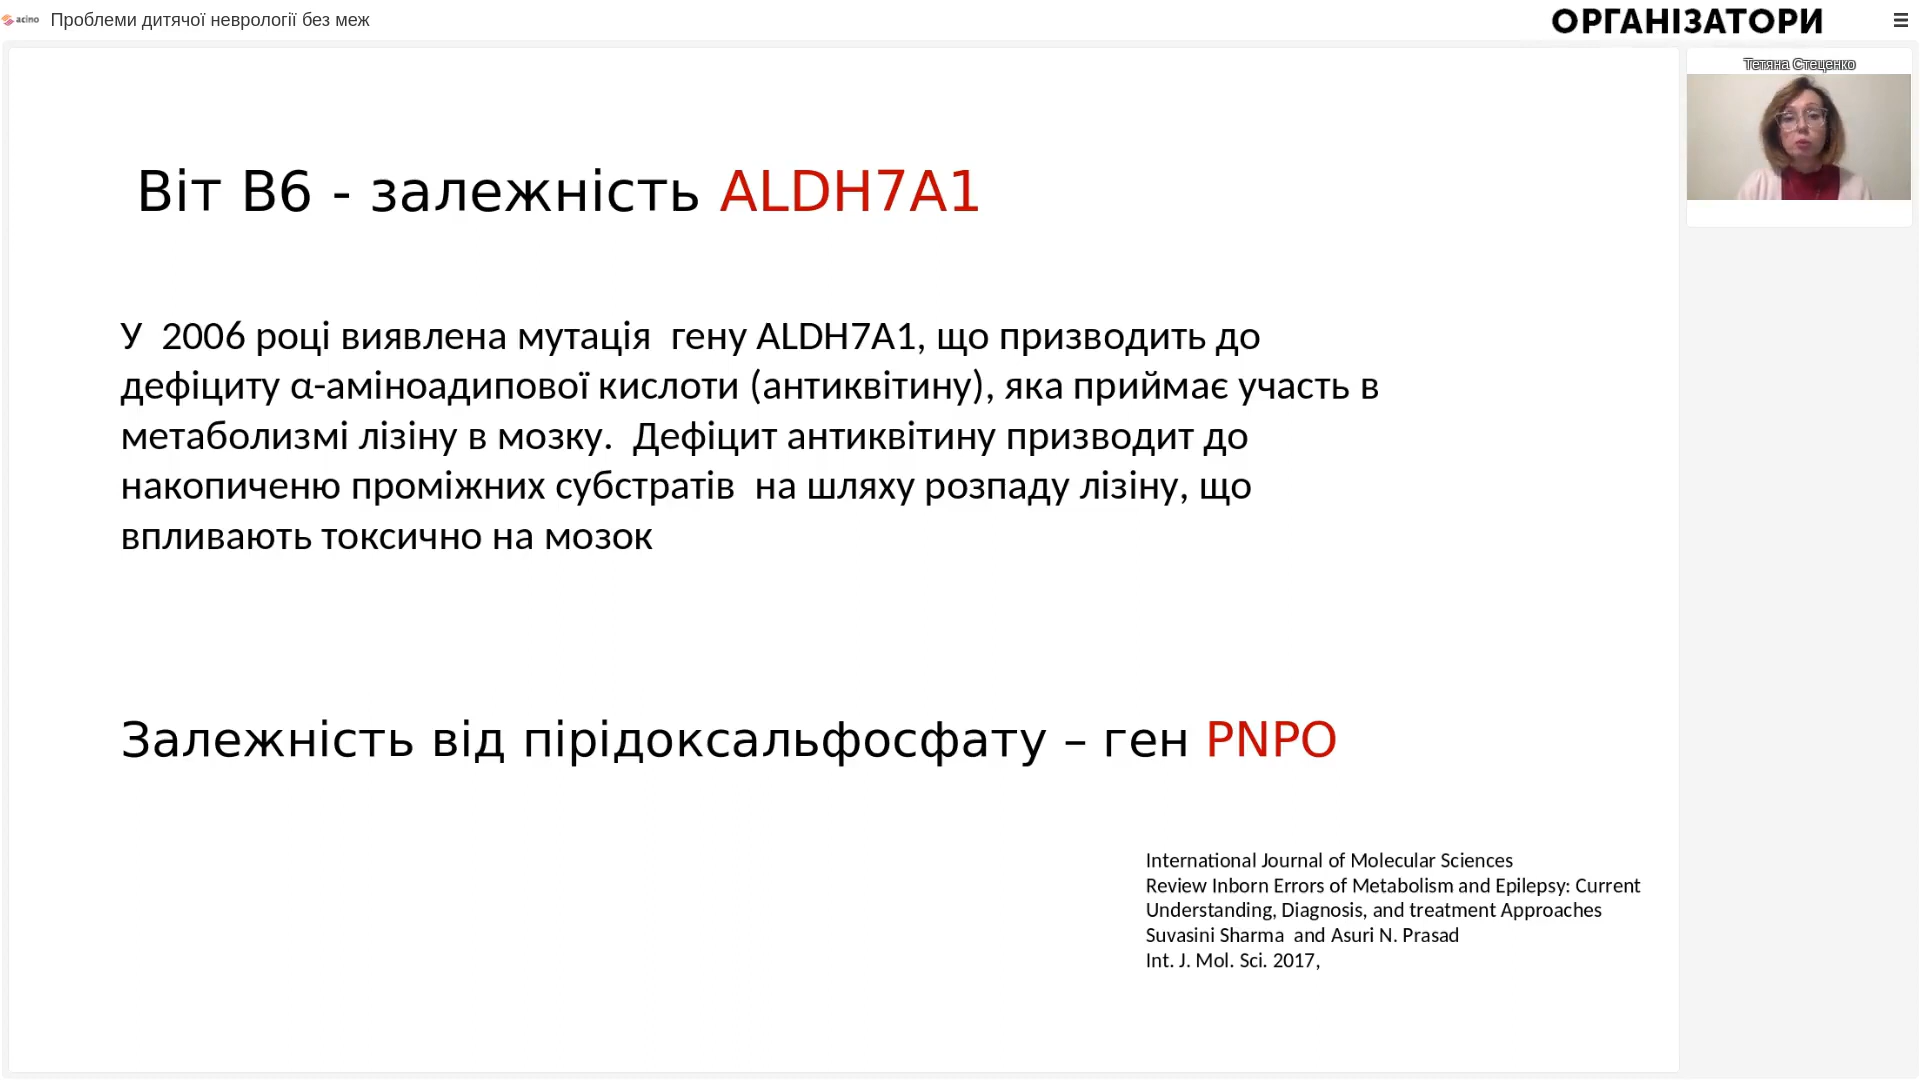 acino Проблеми дитячої неврології без меж
ОРГАНІЗАТОРИ
Тетяна Стеценко
Віт В6 - залежність ALDH7A1
У 2006 році виявлена мутація гену ALDH7A1, що призводить до
дефіциту α-аміноадипової кислоти (антиквітину), яка приймає участь в
метаболизмі лізіну в мозку. Дефіцит антиквітину призводит до
накопиченю проміжних субстратів на шляху розпаду лізіну, що
впливають токсично на мозок
Залежність від пірідоксальфосфату – ген PNPO
International Journal of Molecular Sciences
Review Inborn Errors of Metabolism and Epilepsy: Current
Understanding, Diagnosis, and treatment Approaches
Suvasini Sharma and Asuri N. Prasad
Int. J. Mol. Sci. 2017,